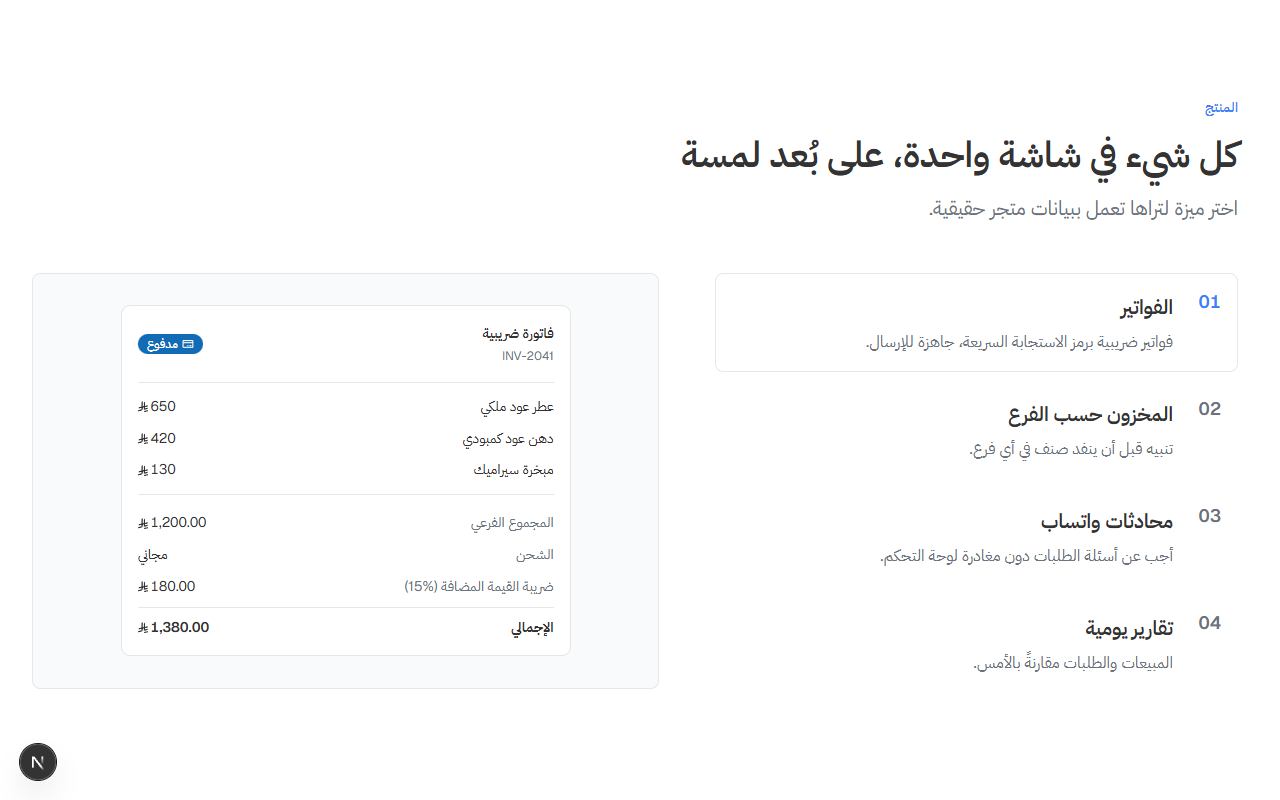 المنتج
كل شيء في شاشة واحدة، على بُعد لمسة
اختر ميزة لتراها تعمل ببيانات متجر حقيقية.
01
الفواتير
فواتير ضريبية برمز الاستجابة السريعة، جاهزة للإرسال.
02
المخزون حسب الفرع
تنبيه قبل أن ينفد صنف في أي فرع.
03
محادثات واتساب
أجب عن أسئلة الطلبات دون مغادرة لوحة التحكم.
04
تقارير يومية
المبيعات والطلبات مقارنةً بالأمس.
فاتورة ضريبية
INV-2041
مدفوع
عطر عود ملكي 650 ⃁
دهن عود كمبودي 420 ⃁
مبخرة سيراميك 130 ⃁
المجموع الفرعي 1,200.00 ⃁
الشحن مجاني
ضريبة القيمة المضافة (15%) 180.00 ⃁
الإجمالي 1,380.00 ⃁
N